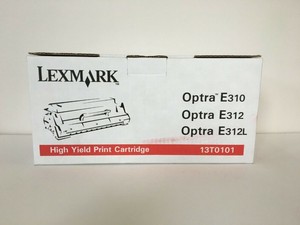 LEXMARK
Optra™ E310
Optra E312
Optra E312L
High Yield Print Cartridge 13T0101